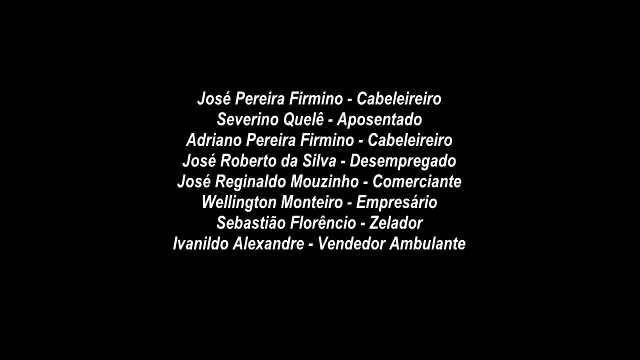 José Pereira Firmino - Cabeleireiro
Severino Quelê - Aposentado
Adriano Pereira Firmino - Cabeleireiro
José Roberto da Silva - Desempregado
José Reginaldo Mouzinho - Comerciante
Wellington Monteiro - Empresário
Sebastião Florêncio - Zelador
Ivanildo Alexandre - Vendedor Ambulante